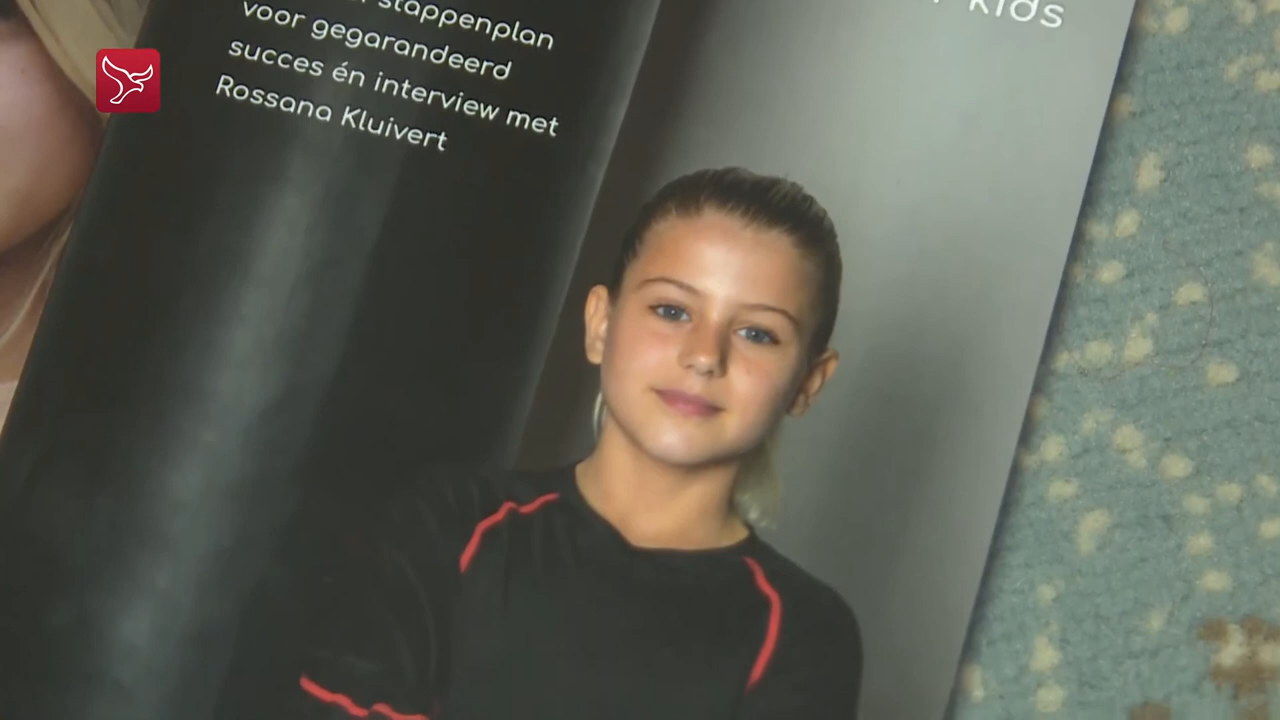 stappenplan
voor gegarandeerd
succes én interview met
Rossana Kluivert
kids